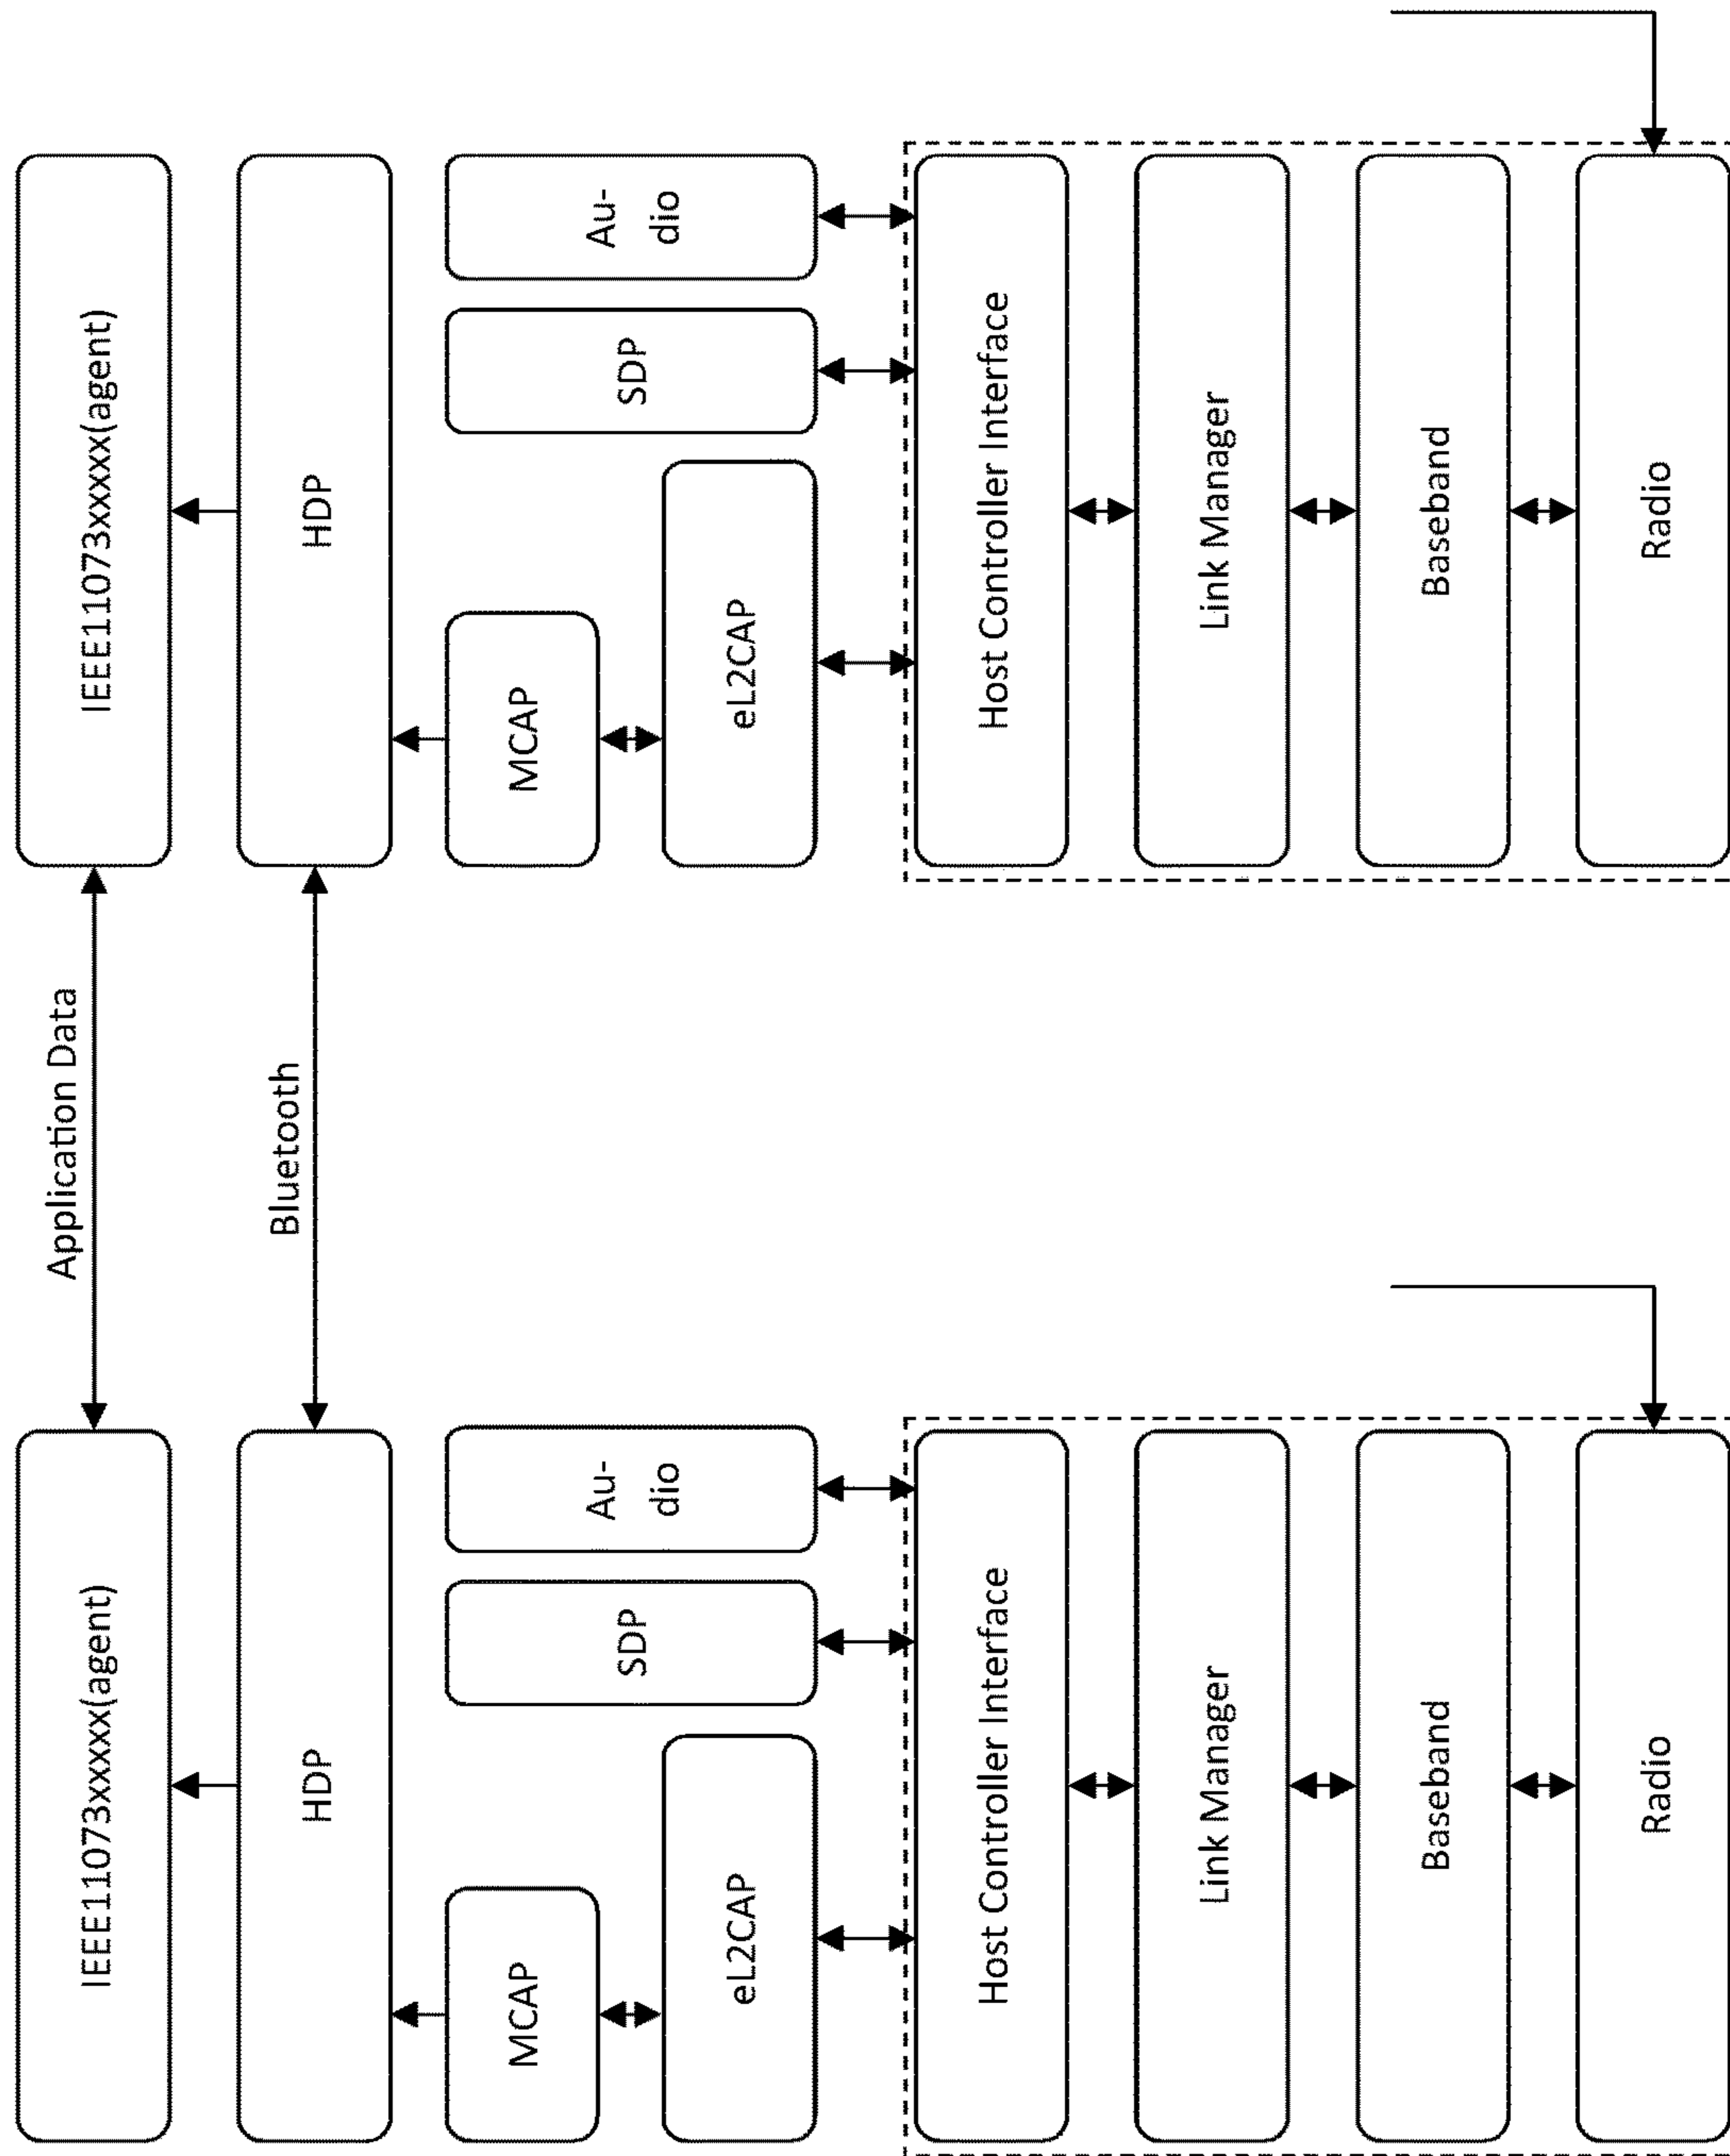 IEEE11073xxxxx(agent)
Application Data
IEEE11073xxxxx(agent)
HDP
Bluetooth
HDP
MCAP
SDP
Au-
dio
MCAP
SDP
Au-
dio
eL2CAP
eL2CAP
Host Controller Interface
Host Controller Interface
Link Manager
Link Manager
Baseband
Baseband
Radio
Radio